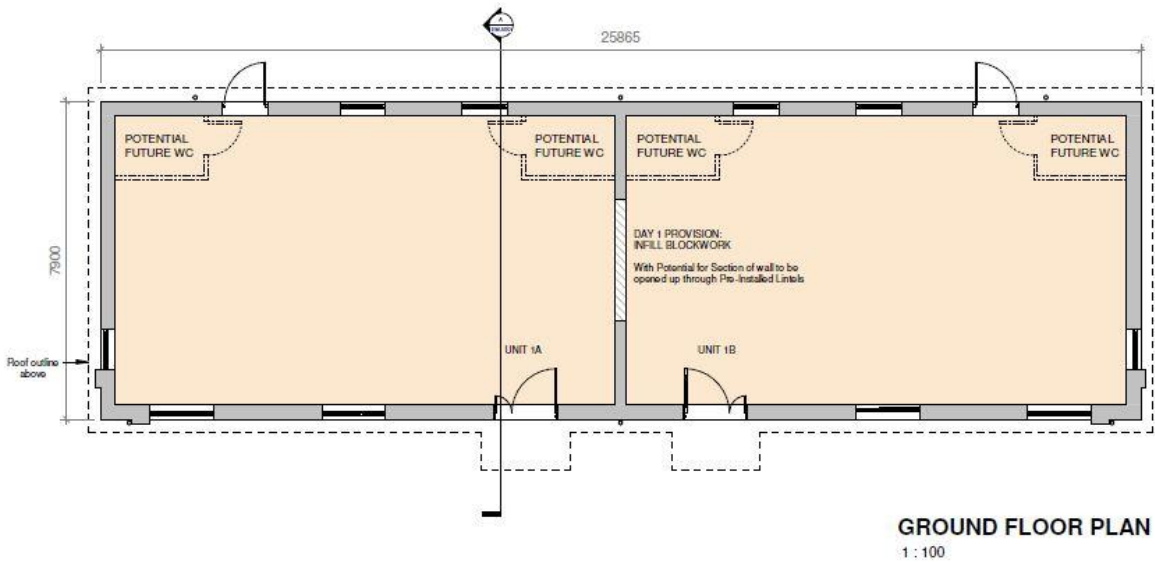 A
25865
POTENTIAL
FUTURE WC
POTENTIAL
FUTURE WC
POTENTIAL
FUTURE WC
POTENTIAL
FUTURE WC
7900
DAY 1 PROVISION:
INFILL BLOCKWORK
With Potential for Section of wall to be
opened up through Pre-Installed Lintels
Roof outline
above
UNIT 1A
UNIT 1B
GROUND FLOOR PLAN
1 : 100